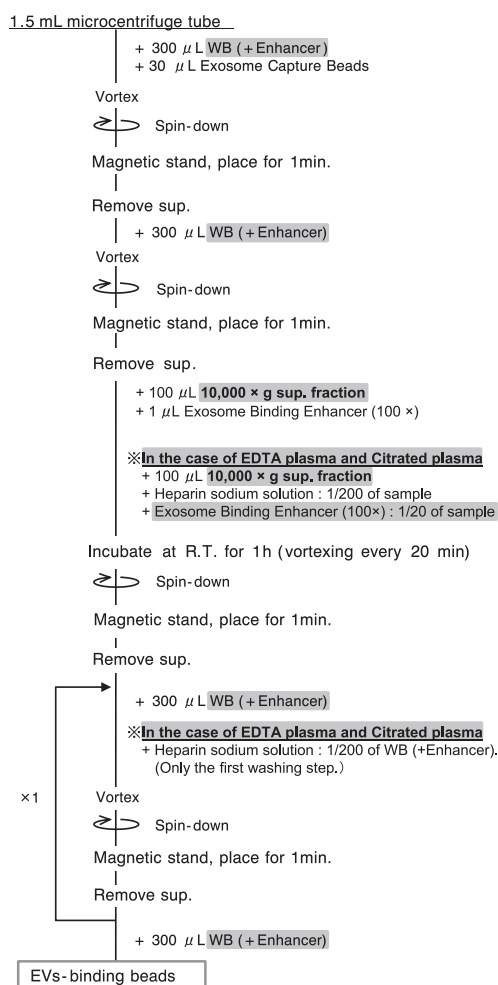 1.5 mL microcentrifuge tube
+ 300 μL WB (+Enhancer)
+ 30 μL Exosome Capture Beads
Vortex
Spin-down
Magnetic stand, place for 1min.
Remove sup.
+ 300 μL WB (+Enhancer)
Vortex
Spin-down
Magnetic stand, place for 1min.
Remove sup.
+ 100 μL 10,000 × g sup. fraction
+ 1 μL Exosome Binding Enhancer (100 ×)
※In the case of EDTA plasma and Citrated plasma
+ 100 μL 10,000 × g sup. fraction
+ Heparin sodium solution : 1/200 of sample
+ Exosome Binding Enhancer (100×) : 1/20 of sample
Incubate at R.T. for 1h (vortexing every 20 min)
Spin-down
Magnetic stand, place for 1min.
Remove sup.
+ 300 μL WB (+Enhancer)
※In the case of EDTA plasma and Citrated plasma
+ Heparin sodium solution : 1/200 of WB (+Enhancer).
(Only the first washing step.)
×1
Vortex
Spin-down
Magnetic stand, place for 1min.
Remove sup.
+ 300 μL WB (+Enhancer)
EVs-binding beads